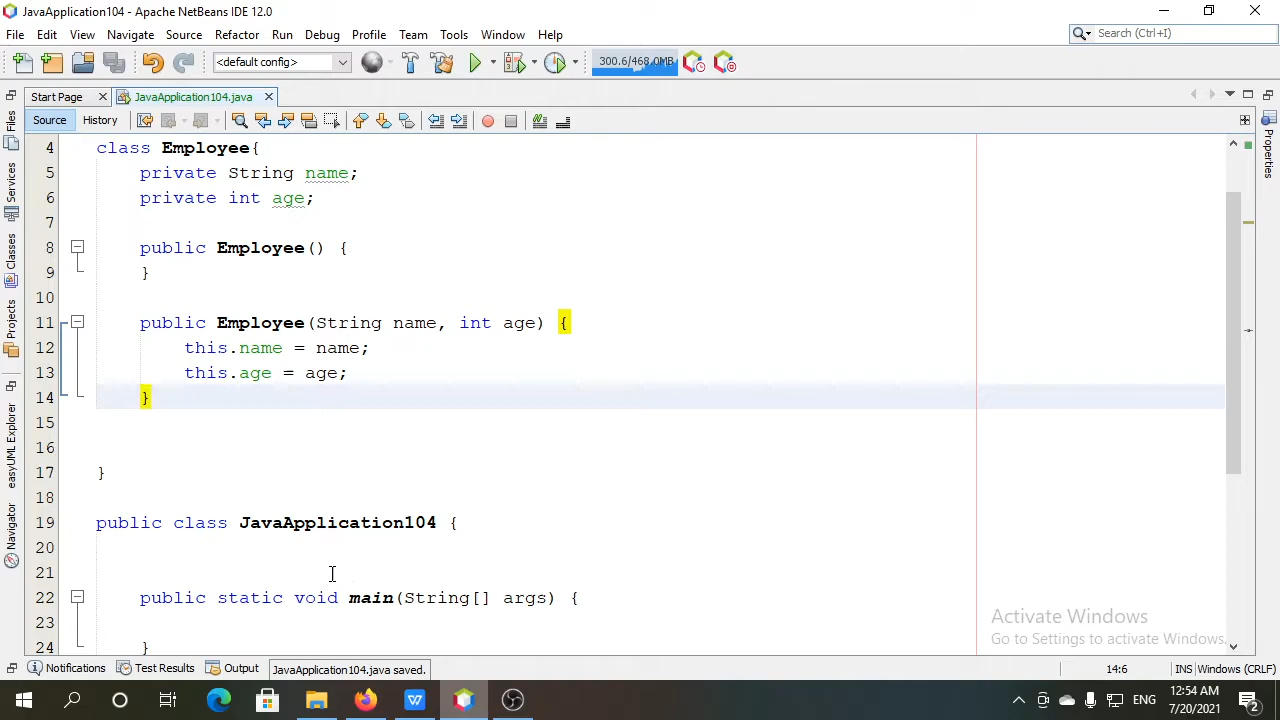 JavaApplication104 - Apache NetBeans IDE 12.0
File Edit View Navigate Source Refactor Run Debug Profile Team Tools Window Help
Search (Ctrl+I)
<default config>
300.6/468.0MB
Start Page
JavaApplication104.java
Source History
Files
Services
Classes
Projects
easyUML Explorer
Navigator
Properties
4 class Employee{
5 private String name;
6 private int age;
7
8 public Employee() {
9 }
10
11 public Employee(String name, int age) {
12 this.name = name;
13 this.age = age;
14 }
15
16
17 }
18
19 public class JavaApplication104 {
20
21
22 public static void main(String[] args) {
23
24 }
Activate Windows
Go to Settings to activate Windows.
Notifications Test Results Output JavaApplication104.java saved. 14:6 INS Windows (CRLF)
ENG
12:54 AM
7/20/2021
2